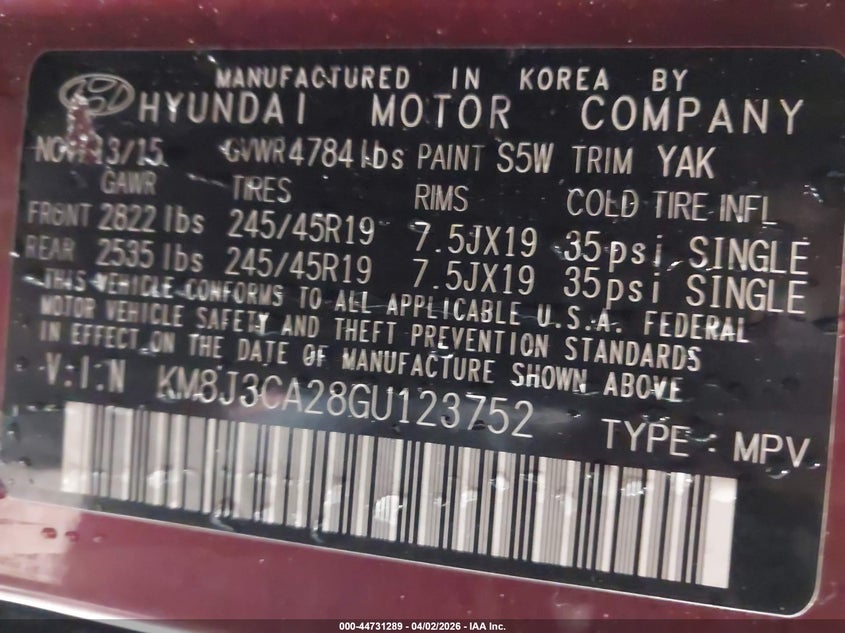 MANUFACTURED IN KOREA BY
HYUNDAI MOTOR COMPANY
NOV/13/15 GVWR 4784 lbs PAINT S5W TRIM YAK
GAWR TIRES RIMS COLD TIRE INFL
FRONT 2822 lbs 245/45R19 7.5JX19 35psi SINGLE
REAR 2535 lbs 245/45R19 7.5JX19 35psi SINGLE
THIS VEHICLE CONFORMS TO ALL APPLICABLE U.S.A. FEDERAL
MOTOR VEHICLE SAFETY AND THEFT PREVENTION STANDARDS
IN EFFECT ON THE DATE OF MANUFACTURE SHOWN ABOVE
V:I:N KM8J3CA28GU123752 TYPE : MPV
000-44731289 - 04/02/2026 - IAA Inc.